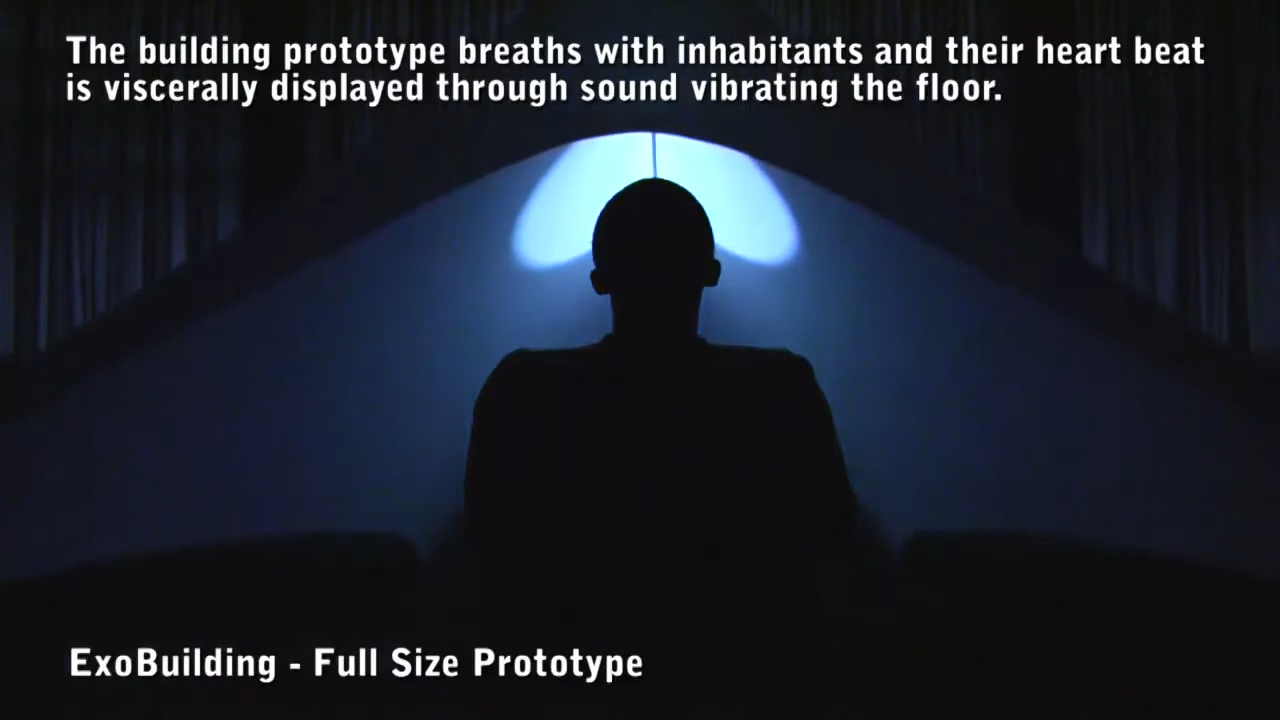 The building prototype breaths with inhabitants and their heart beat
is viscerally displayed through sound vibrating the floor.
ExoBuilding - Full Size Prototype